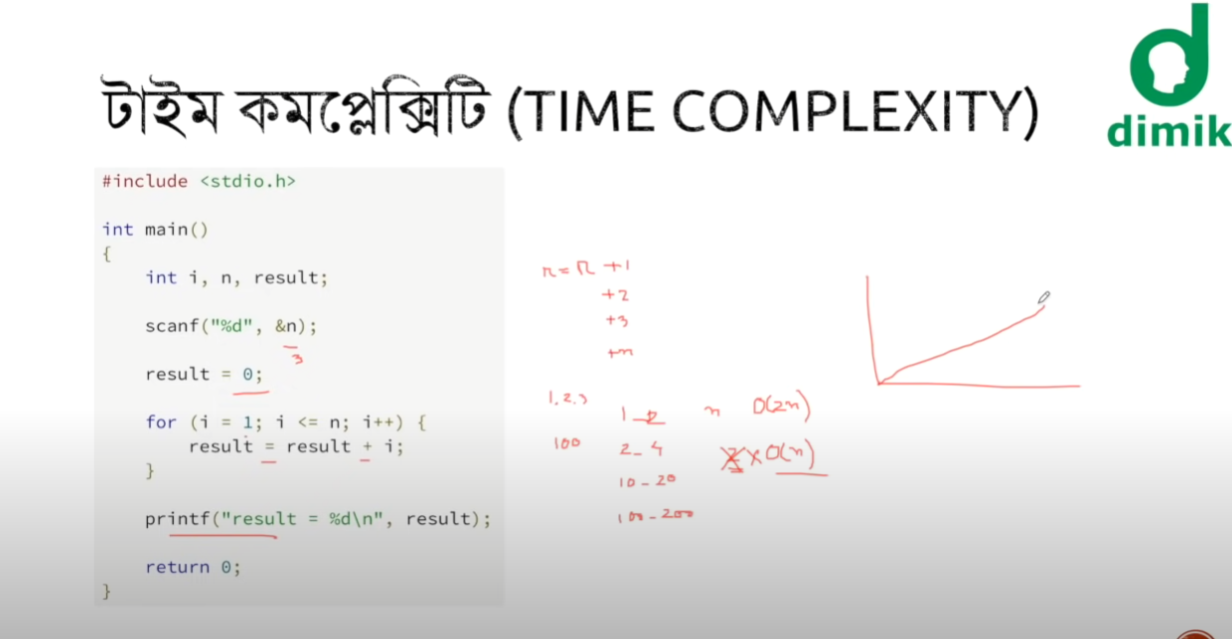 টাইম কমপ্লেক্সিটি (TIME COMPLEXITY)
dimik
#include <stdio.h>
int main()
{
int i, n, result;
scanf("%d", &n);
3
result = 0;
for (i = 1; i <= n; i++) {
result = result + i;
}
printf("result = %d\n", result);
return 0;
}
r = r +1
+2
+3
+n
1, 2, 3
100
1 - 2
2 - 4
10 - 20
100 - 200
n O(2n)
x O(n)